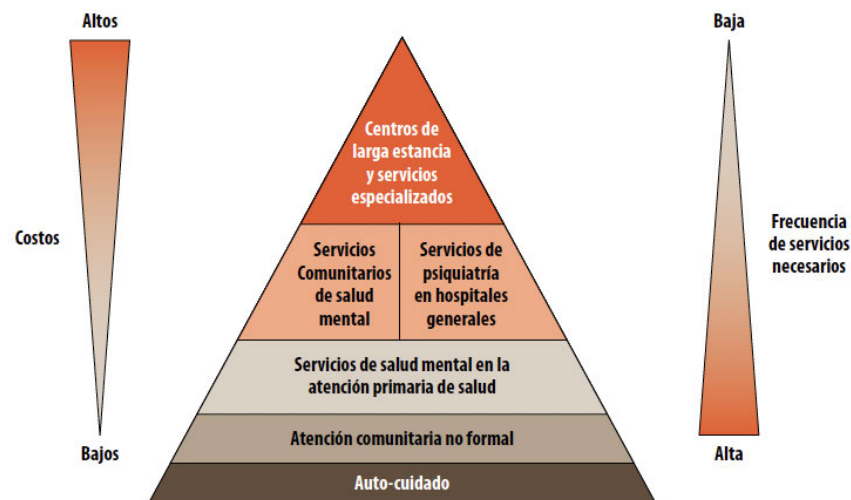 Altos
Costos
Bajos
Centros de
larga estancia
y servicios
especializados
Servicios
Comunitarios
de salud
mental
Servicios de
psiquiatría
en hospitales
generales
Servicios de salud mental en la
atención primaria de salud
Atención comunitaria no formal
Auto-cuidado
Baja
Frecuencia
de servicios
necesarios
Alta